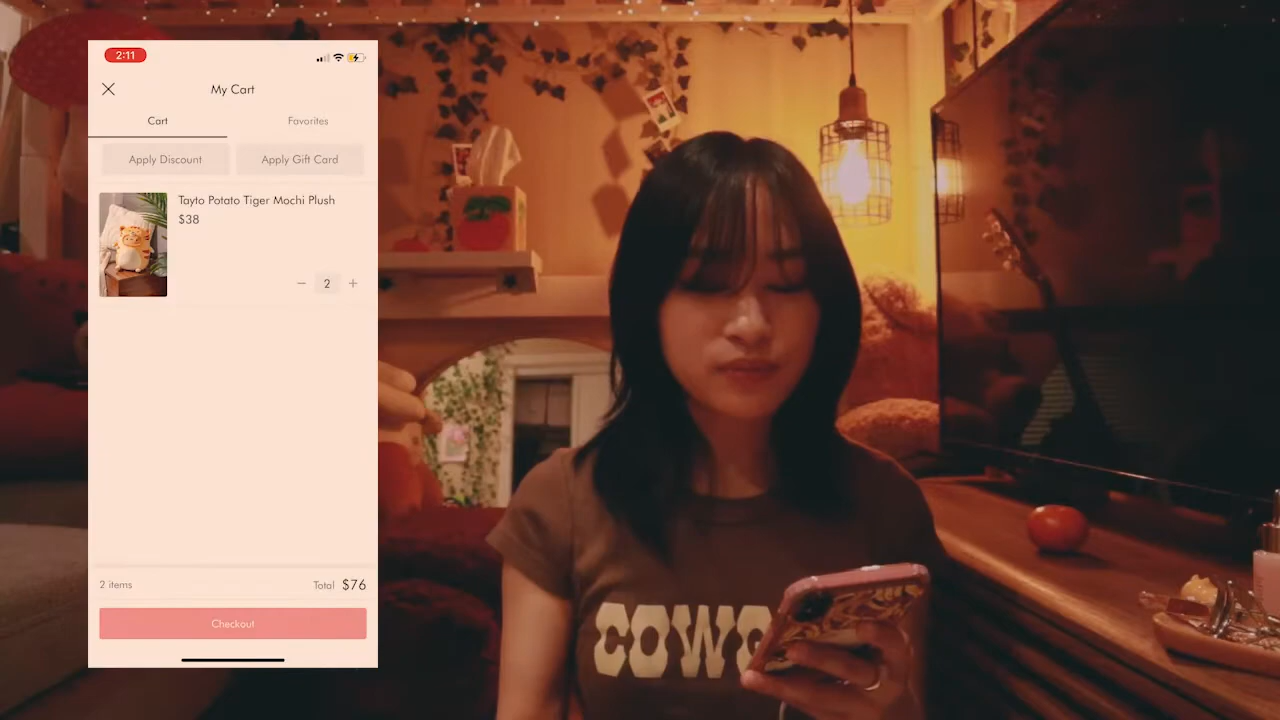 2:11
My Cart
Cart Favorites
Apply Discount Apply Gift Card
Tayto Potato Tiger Mochi Plush
$38
2
2 items Total $76
Checkout
COWG